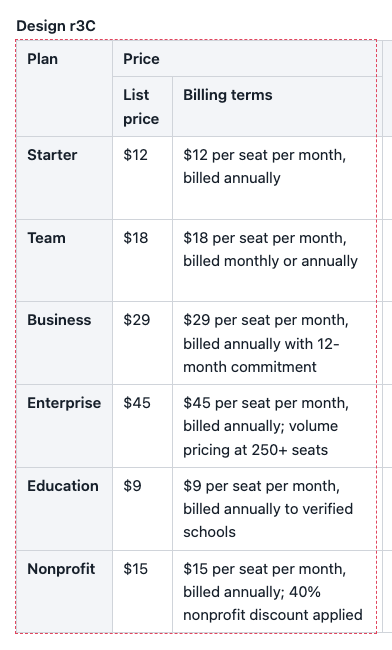 Design r3C
Plan
Price
List
price
Billing terms
Starter
$12
$12 per seat per month,
billed annually
Team
$18
$18 per seat per month,
billed monthly or annually
Business
$29
$29 per seat per month,
billed annually with 12-
month commitment
Enterprise
$45
$45 per seat per month,
billed annually; volume
pricing at 250+ seats
Education
$9
$9 per seat per month,
billed annually to verified
schools
Nonprofit
$15
$15 per seat per month,
billed annually; 40%
nonprofit discount applied